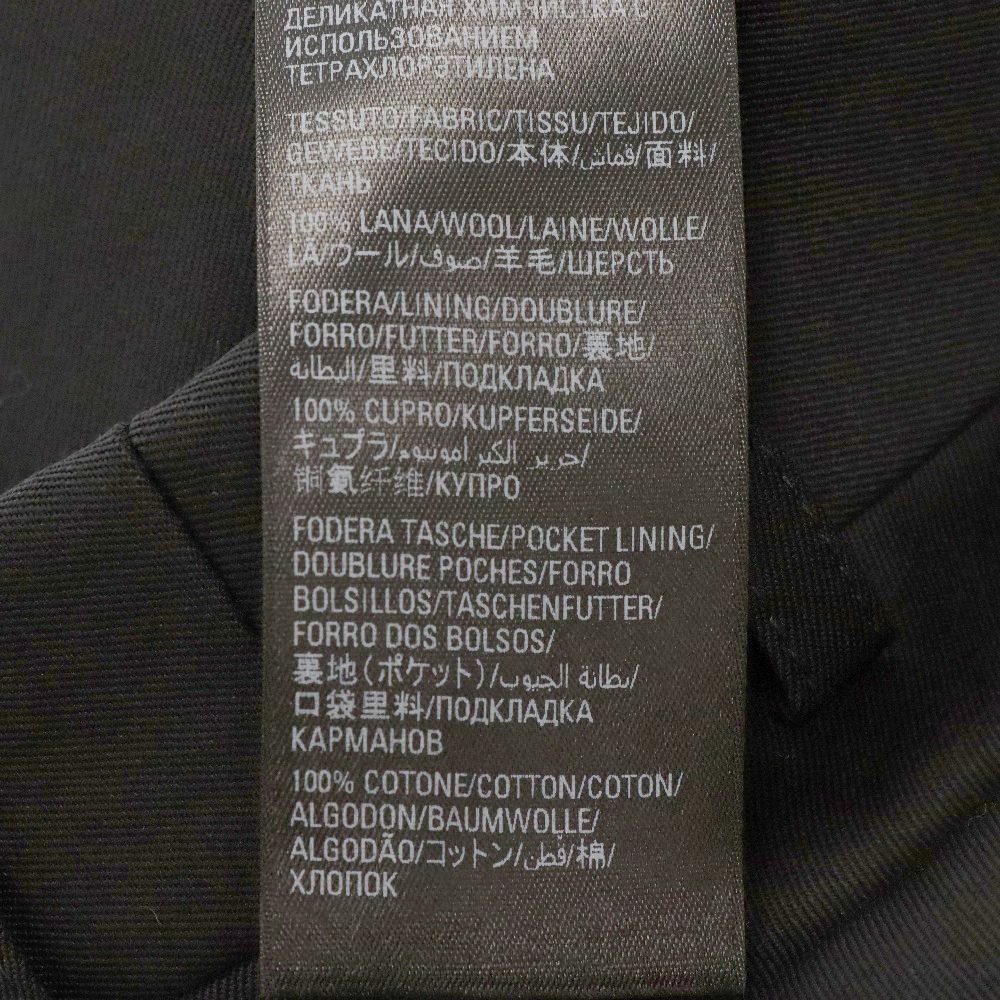 ДЕЛИКАТНАЯ ХИМЧИСТКА С
ИСПОЛЬЗОВАНИЕМ
ТЕТРАХЛОРЭТИЛЕНА
TESSUTO/FABRIC/TISSU/TEJIDO/
GEWEBE/TECIDO/本体/قماش/面料/
ТКАНЬ
100% LANA/WOOL/LAINE/WOLLE/
LÃ/ウール/صوف/羊毛/ШЕРСТЬ
FODERA/LINING/DOUBLURE/
FORRO/FUTTER/FORRO/裏地/
البطانة/里料/ПОДКЛАДКА
100% CUPRO/KUPFERSEIDE/
キュプラ/حرير الكبر امونيوم/
铜氨纤维/КУПРО
FODERA TASCHE/POCKET LINING/
DOUBLURE POCHES/FORRO
BOLSILLOS/TASCHENFUTTER/
FORRO DOS BOLSOS/
裏地(ポケット)/بطانة الجيوب/
口袋里料/ПОДКЛАДКА
КАРМАНОВ
100% COTONE/COTTON/COTON/
ALGODON/BAUMWOLLE/
ALGODÃO/コットン/قطن/棉/
ХЛОПОК